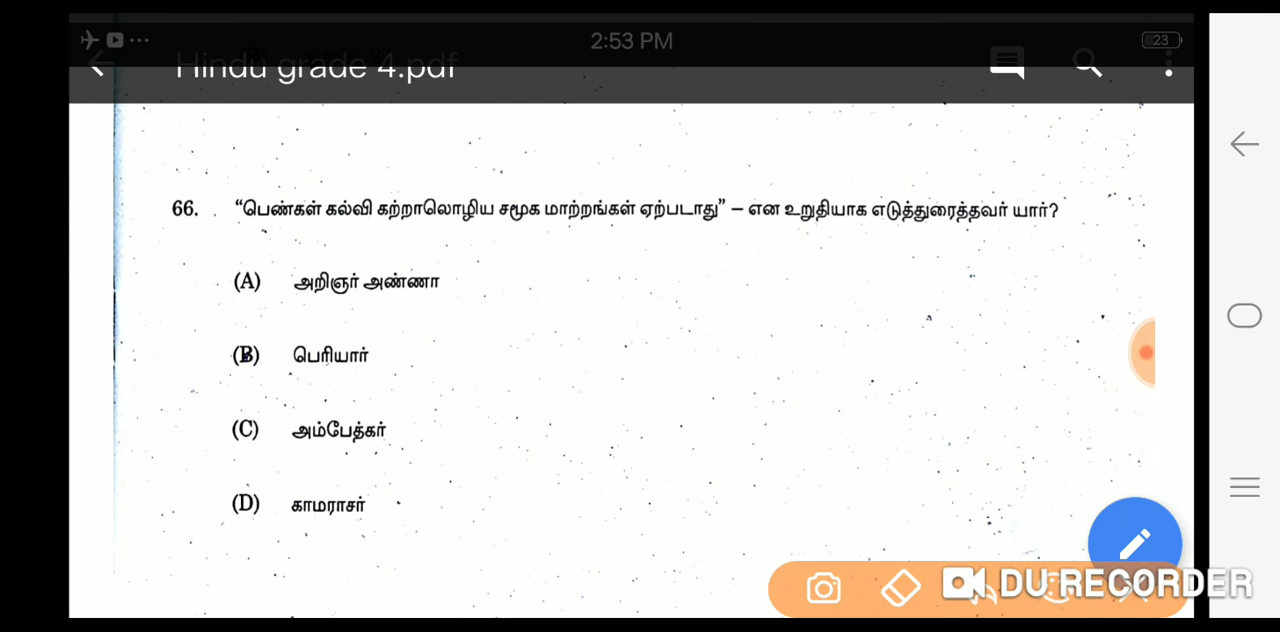 2:53 PM
23
Hindu grade 4.pdf
66. "பெண்கள் கல்வி கற்றாலொழிய சமூக மாற்றங்கள் ஏற்படாது" – என உறுதியாக எடுத்துரைத்தவர் யார்?
(A) அறிஞர் அண்ணா
(B) பெரியார்
(C) அம்பேத்கர்
(D) காமராசர்
DU RECORDER